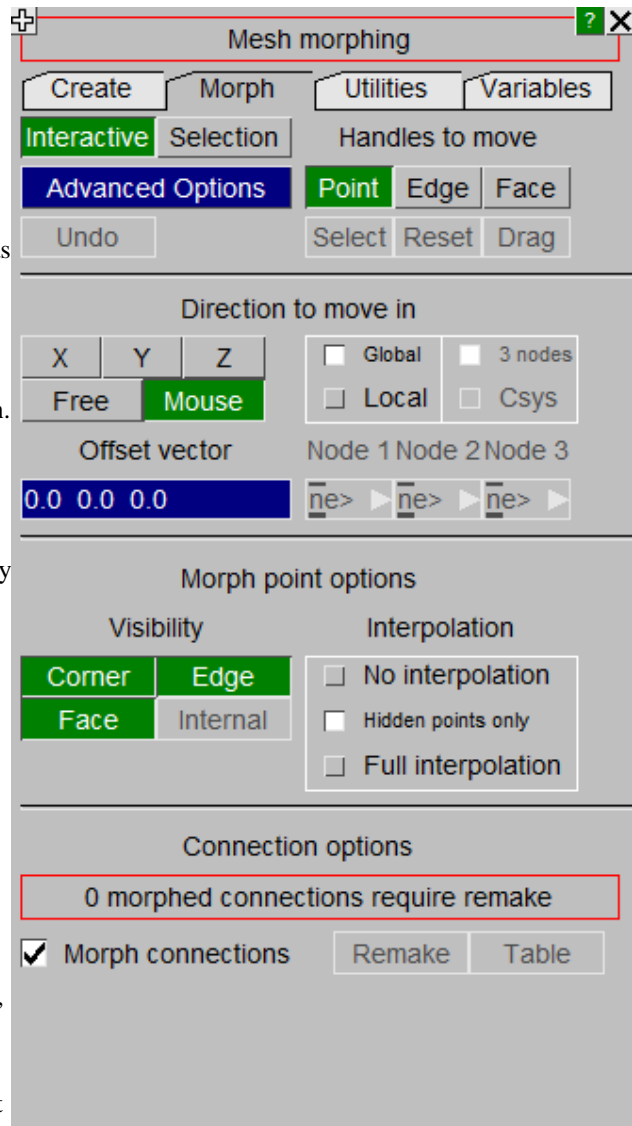 ?
Mesh morphing
Create Morph Utilities Variables
Interactive Selection Handles to move
Advanced Options Point Edge Face
Undo Select Reset Drag
s
Direction to move in
X Y Z Global 3 nodes
Free Mouse Local Csys
n.
Offset vector Node 1 Node 2 Node 3
0.0 0.0 0.0 ne> ne> ne>
y
Morph point options
Visibility Interpolation
Corner Edge No interpolation
Face Internal Hidden points only
Full interpolation
Connection options
0 morphed connections require remake
Morph connections Remake Table
,
t